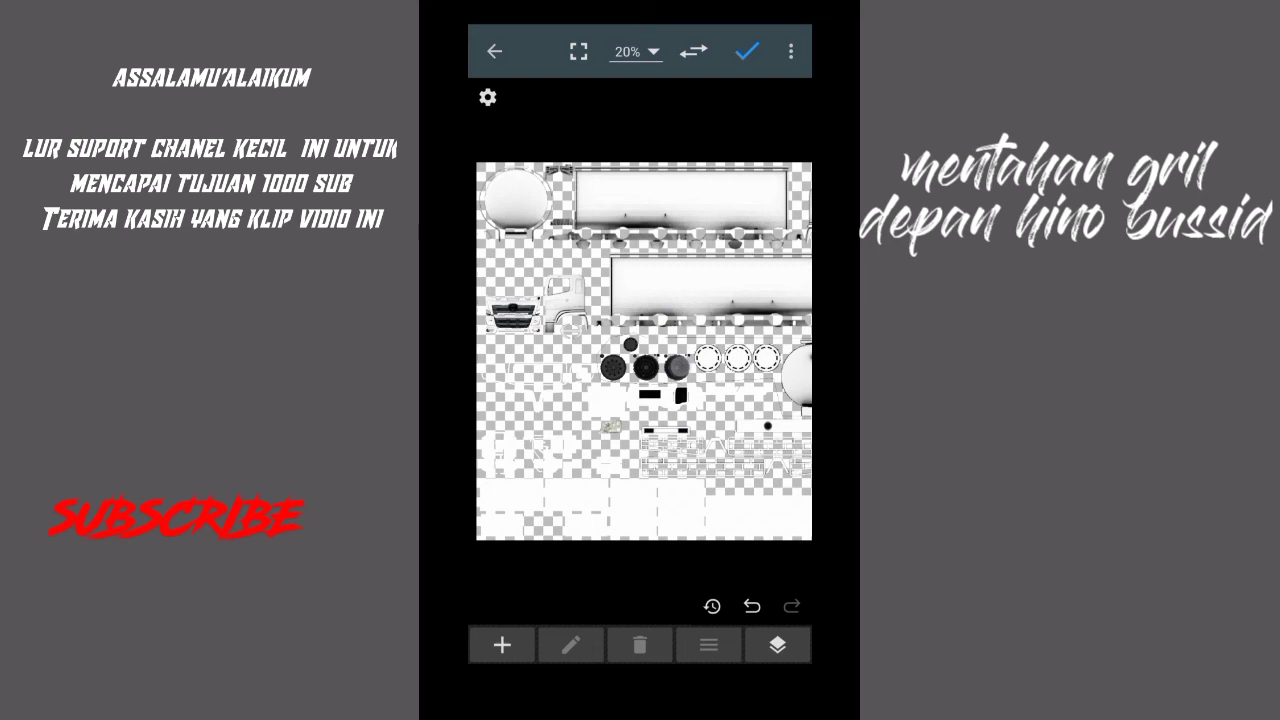 ASSALAMU'ALAIKUM
LUR SUPORT CHANEL KECIL INI UNTUK
MENCAPAI TUJUAN 1000 SUB
TERIMA KASIH YANG KLIP VIDIO INI
SUBSCRIBE
20%
mentahan gril
depan hino bussid